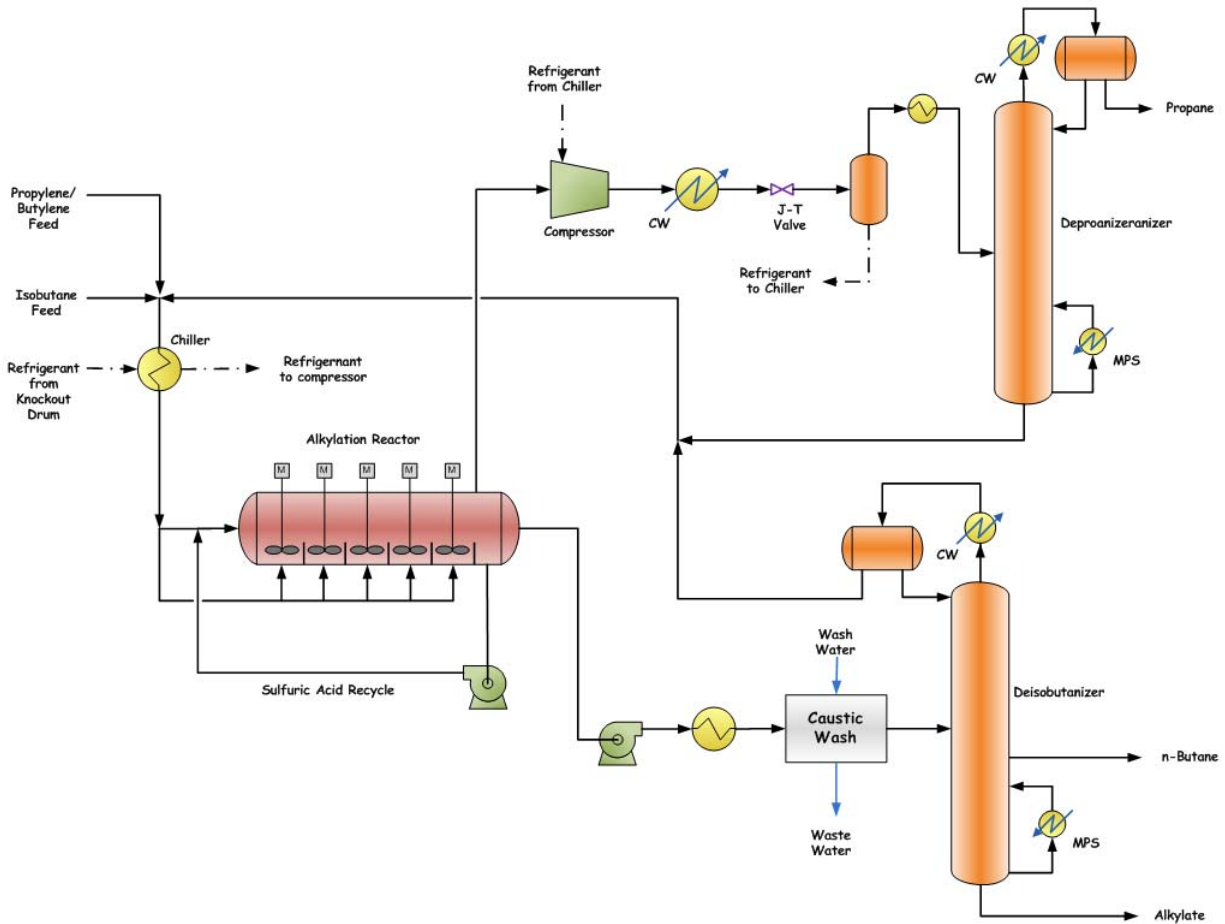 Refrigerant
from Chiller
CW
Propane
Propylene/
Butylene
Feed
Compressor
CW
J-T
Valve
Deproanizeranizer
Refrigerant
to Chiller
Isobutane
Feed
Chiller
Refrigerant
from
Knockout
Drum
Refrigernant
to compressor
MPS
Alkylation Reactor
M
M
M
M
M
CW
Sulfuric Acid Recycle
Wash
Water
Deisobutanizer
Caustic
Wash
n-Butane
Waste
Water
MPS
Alkylate